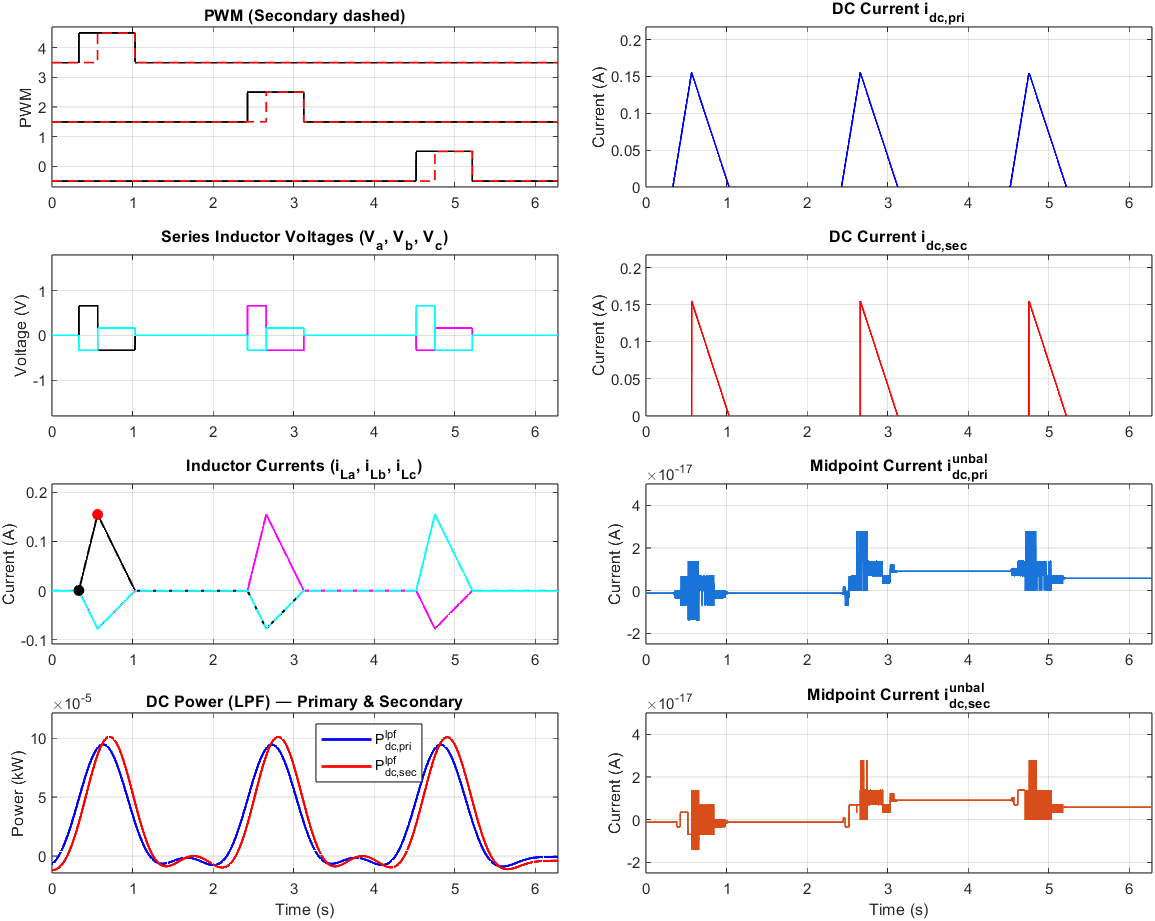 PWM (Secondary dashed)
PWM
4
3
2
1
0
0 1 2 3 4 5 6
DC Current i_dc,pri
Current (A)
0.2
0.15
0.1
0.05
0
0 1 2 3 4 5 6
Series Inductor Voltages (V_a, V_b, V_c)
Voltage (V)
1
0
-1
0 1 2 3 4 5 6
DC Current i_dc,sec
Current (A)
0.2
0.15
0.1
0.05
0
0 1 2 3 4 5 6
Inductor Currents (i_La, i_Lb, i_Lc)
Current (A)
0.2
0.1
0
-0.1
0 1 2 3 4 5 6
Midpoint Current i_dc,pri^unbal
×10^-17
Current (A)
4
2
0
-2
0 1 2 3 4 5 6
DC Power (LPF) — Primary & Secondary
×10^-5
Power (kW)
10
5
0
P_dc,pri^lpf
P_dc,sec^lpf
0 1 2 3 4 5 6
Time (s)
Midpoint Current i_dc,sec^unbal
×10^-17
Current (A)
4
2
0
-2
0 1 2 3 4 5 6
Time (s)